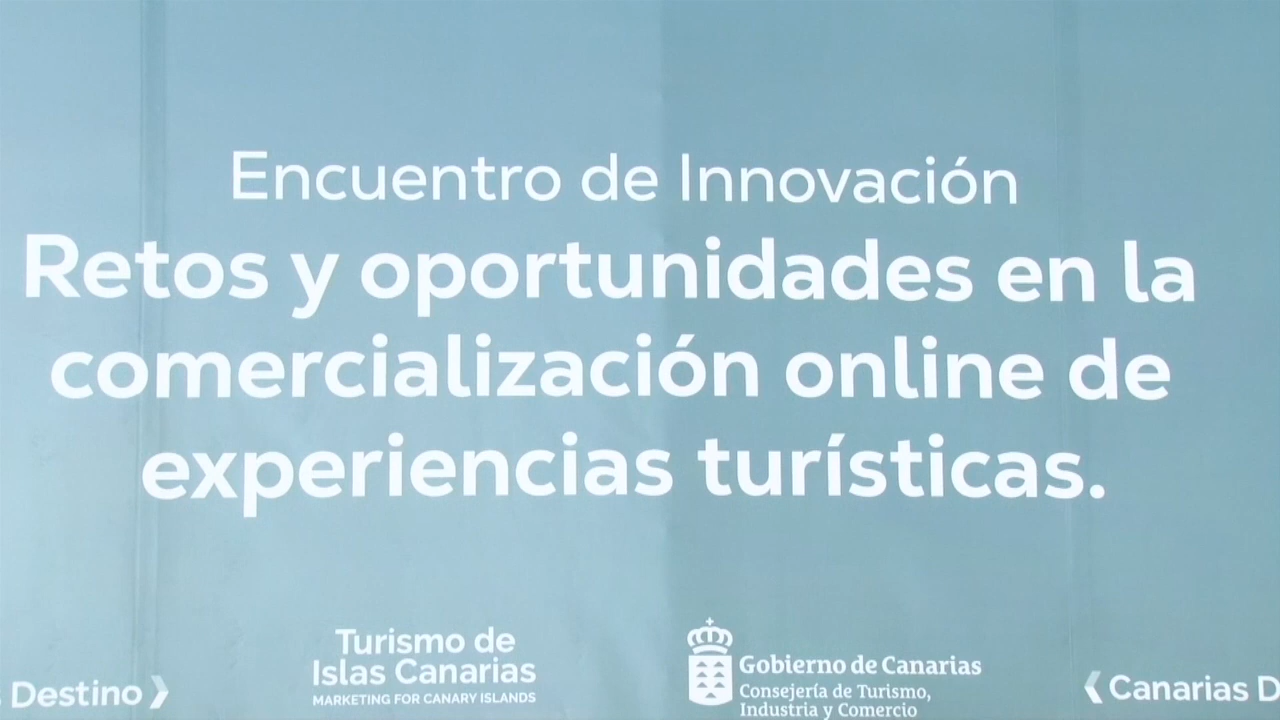 Encuentro de Innovación
Retos y oportunidades en la
comercialización online de
experiencias turísticas.
Turismo de
Islas Canarias
MARKETING FOR CANARY ISLANDS
Gobierno de Canarias
Consejería de Turismo,
Industria y Comercio
Destino
Canarias